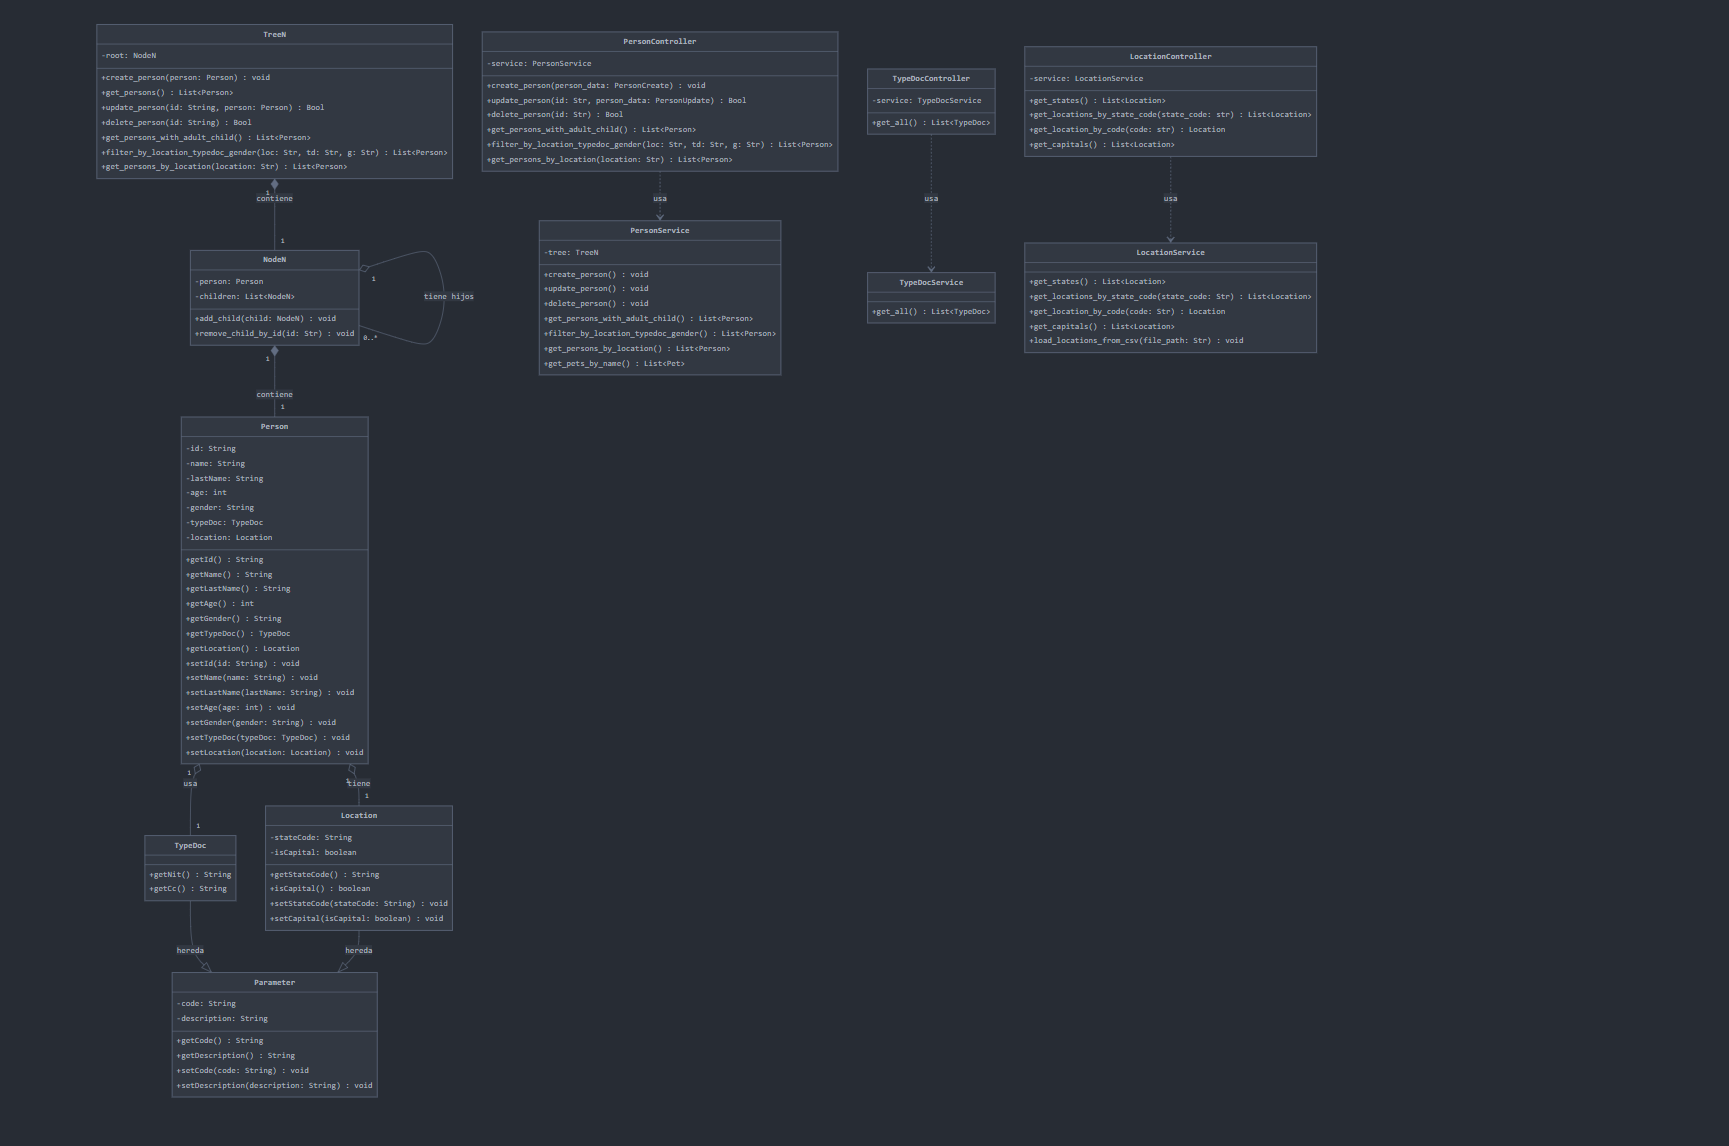 TreeN
-root: NodeN
+create_person(person: Person) : void
+get_persons() : List<Person>
+update_person(id: String, person: Person) : Bool
+delete_person(id: String) : Bool
+get_persons_with_adult_child() : List<Person>
+filter_by_location_typedoc_gender(loc: Str, td: Str, g: Str) : List<Person>
+get_persons_by_location(location: Str) : List<Person>
1
contiene
1
NodeN
-person: Person
-children: List<NodeN>
+add_child(child: NodeN) : void
+remove_child_by_id(id: Str) : void
1
tiene hijos
0..*
1
contiene
1
Person
-id: String
-name: String
-lastName: String
-age: int
-gender: String
-typeDoc: TypeDoc
-location: Location
+getId() : String
+getName() : String
+getLastName() : String
+getAge() : int
+getGender() : String
+getTypeDoc() : TypeDoc
+getLocation() : Location
+setId(id: String) : void
+setName(name: String) : void
+setLastName(lastName: String) : void
+setAge(age: int) : void
+setGender(gender: String) : void
+setTypeDoc(typeDoc: TypeDoc) : void
+setLocation(location: Location) : void
1
usa
1
1
tiene
1
TypeDoc
+getNit() : String
+getCc() : String
Location
-stateCode: String
-isCapital: boolean
+getStateCode() : String
+isCapital() : boolean
+setStateCode(stateCode: String) : void
+setCapital(isCapital: boolean) : void
hereda
hereda
Parameter
-code: String
-description: String
+getCode() : String
+getDescription() : String
+setCode(code: String) : void
+setDescription(description: String) : void
PersonController
-service: PersonService
+create_person(person_data: PersonCreate) : void
+update_person(id: Str, person_data: PersonUpdate) : Bool
+delete_person(id: Str) : Bool
+get_persons_with_adult_child() : List<Person>
+filter_by_location_typedoc_gender(loc: Str, td: Str, g: Str) : List<Person>
+get_persons_by_location(location: Str) : List<Person>
usa
PersonService
-tree: TreeN
+create_person() : void
+update_person() : void
+delete_person() : void
+get_persons_with_adult_child() : List<Person>
+filter_by_location_typedoc_gender() : List<Person>
+get_persons_by_location() : List<Person>
+get_pets_by_name() : List<Pet>
TypeDocController
-service: TypeDocService
+get_all() : List<TypeDoc>
usa
TypeDocService
+get_all() : List<TypeDoc>
LocationController
-service: LocationService
+get_states() : List<Location>
+get_locations_by_state_code(state_code: str) : List<Location>
+get_location_by_code(code: str) : Location
+get_capitals() : List<Location>
usa
LocationService
+get_states() : List<Location>
+get_locations_by_state_code(state_code: Str) : List<Location>
+get_location_by_code(code: Str) : Location
+get_capitals() : List<Location>
+load_locations_from_csv(file_path: Str) : void